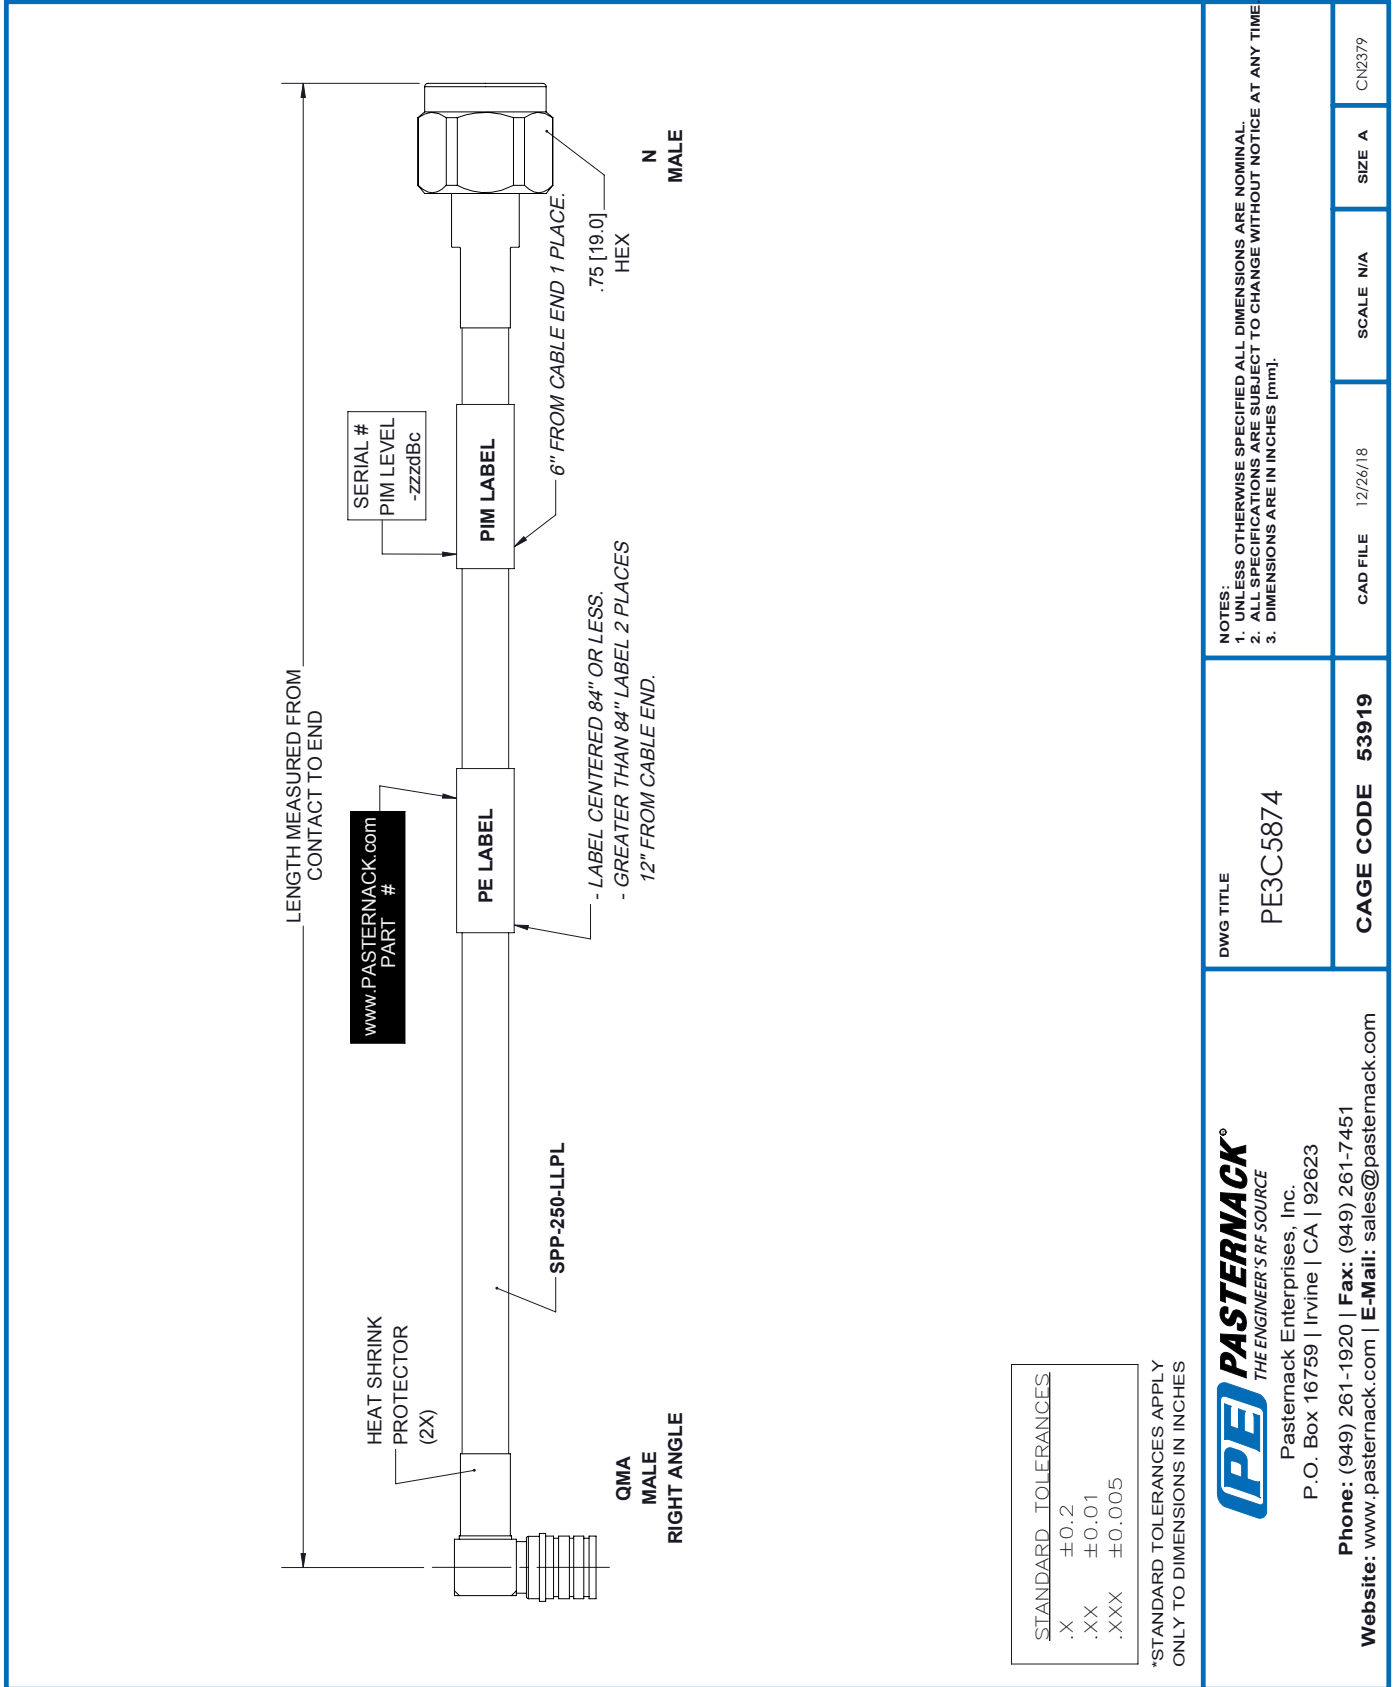 LENGTH MEASURED FROM
CONTACT TO END
HEAT SHRINK
PROTECTOR
(2X)
www.PASTERNACK.com
PART #
SERIAL #
PIM LEVEL
-zzzdBc
PE LABEL
PIM LABEL
SPP-250-LLPL
- LABEL CENTERED 84" OR LESS.
- GREATER THAN 84" LABEL 2 PLACES
12" FROM CABLE END.
6" FROM CABLE END 1 PLACE.
.75 [19.0]
HEX
QMA
MALE
RIGHT ANGLE
N
MALE
STANDARD TOLERANCES
.X ±0.2
.XX ±0.01
.XXX ±0.005
*STANDARD TOLERANCES APPLY
ONLY TO DIMENSIONS IN INCHES
PE PASTERNACK®
THE ENGINEER'S RF SOURCE
Pasternack Enterprises, Inc.
P.O. Box 16759 | Irvine | CA | 92623
Phone: (949) 261-1920 | Fax: (949) 261-7451
Website: www.pasternack.com | E-Mail: sales@pasternack.com
DWG TITLE
PE3C5874
CAGE CODE 53919
NOTES:
1. UNLESS OTHERWISE SPECIFIED ALL DIMENSIONS ARE NOMINAL.
2. ALL SPECIFICATIONS ARE SUBJECT TO CHANGE WITHOUT NOTICE AT ANY TIME.
3. DIMENSIONS ARE IN INCHES [mm].
CAD FILE 12/26/18
SCALE N/A
SIZE A
CN2379